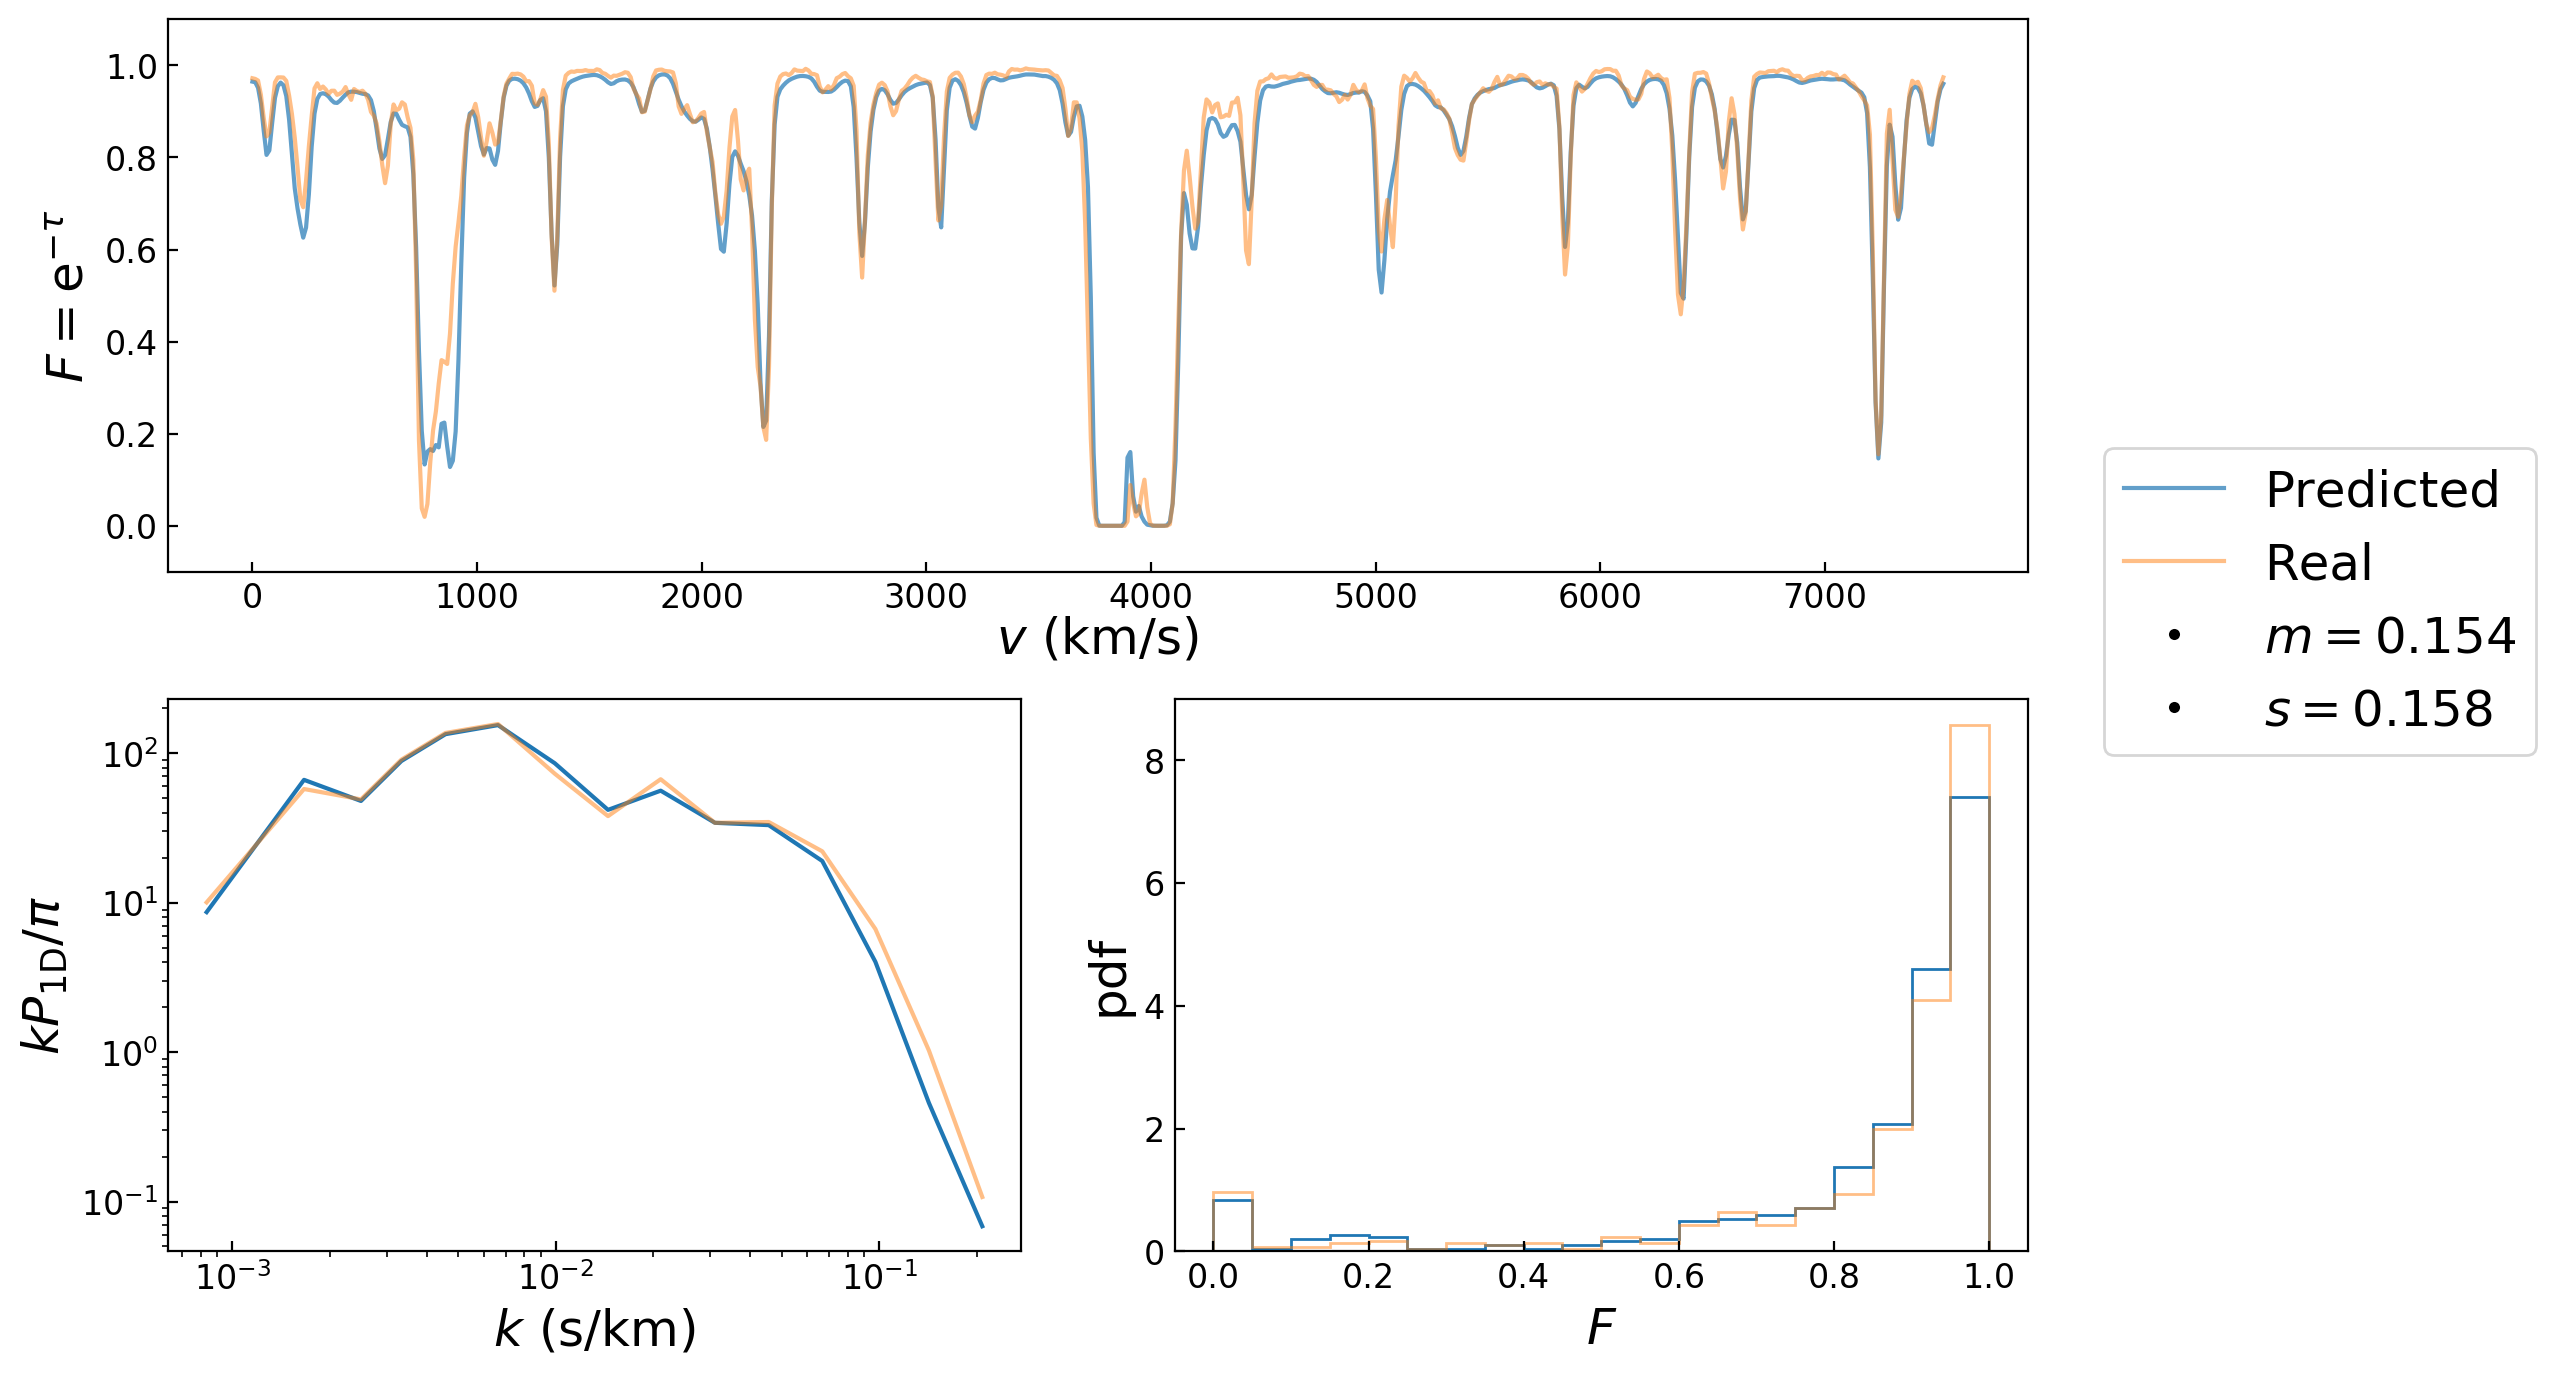 1.0
0.8
0.6
0.4
0.2
0.0
F = e^{-τ}
0 1000 2000 3000 4000 5000 6000 7000
v (km/s)
Predicted
Real
m = 0.154
s = 0.158
10^2
10^1
10^0
10^{-1}
kP_{1D}/π
10^{-3} 10^{-2} 10^{-1}
k (s/km)
8
6
4
2
0
pdf
0.0 0.2 0.4 0.6 0.8 1.0
F